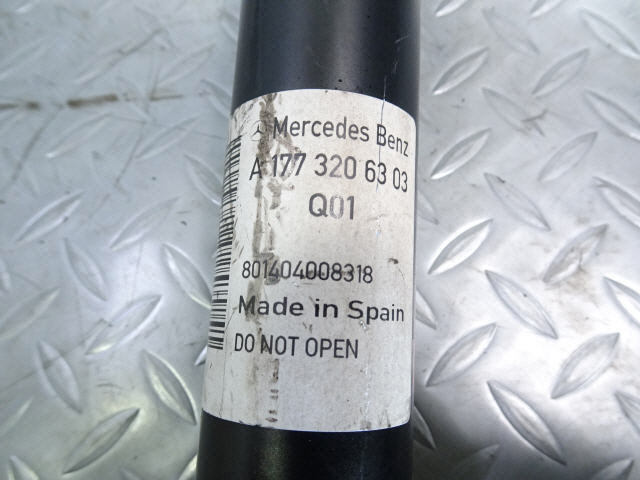 Mercedes Benz
A 177 320 63 03
Q01
801404008318
Made in Spain
DO NOT OPEN